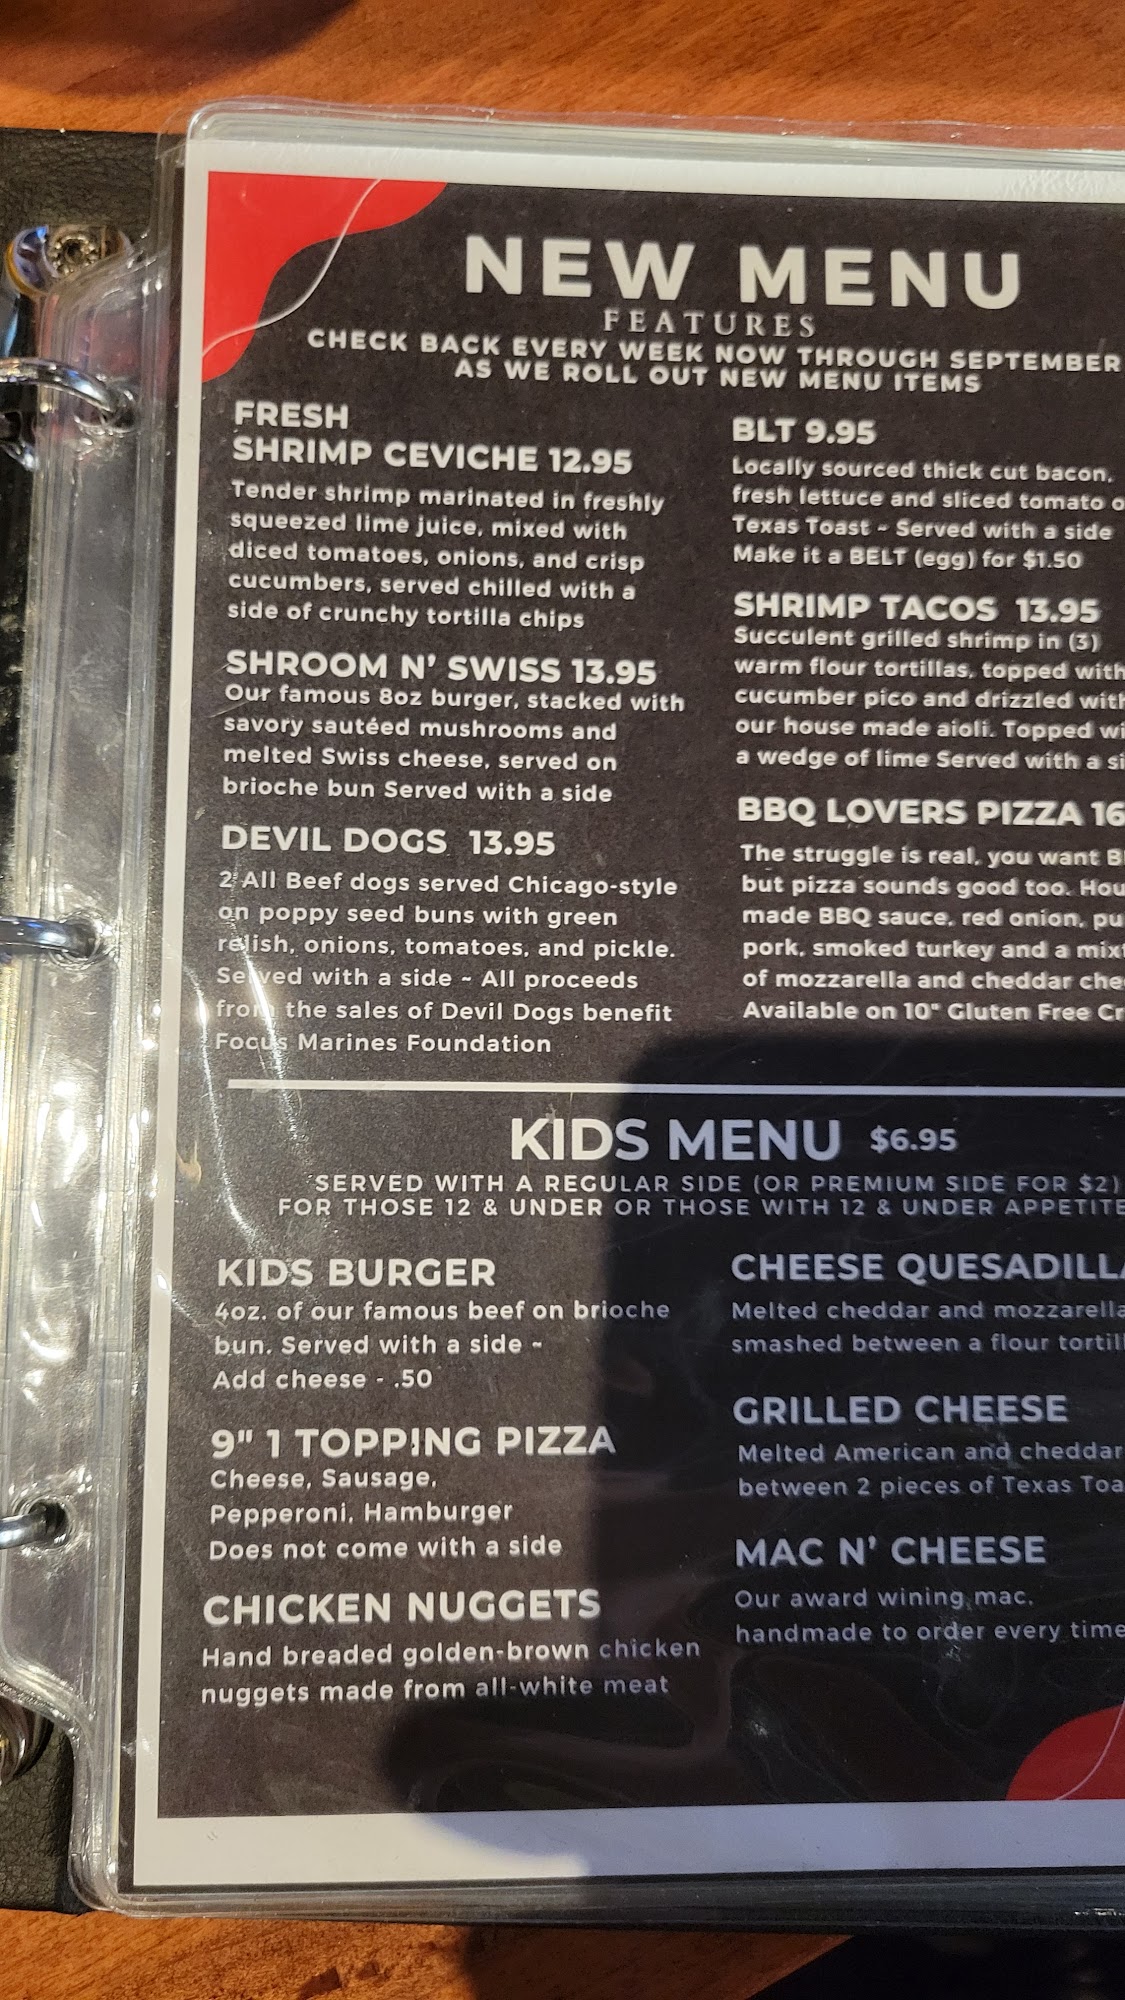 NEW MENU
FEATURES
CHECK BACK EVERY WEEK NOW THROUGH SEPTEMBER
AS WE ROLL OUT NEW MENU ITEMS
FRESH
SHRIMP CEVICHE 12.95
Tender shrimp marinated in freshly
squeezed lime juice, mixed with
diced tomatoes, onions, and crisp
cucumbers, served chilled with a
side of crunchy tortilla chips
SHROOM N' SWISS 13.95
Our famous 8oz burger, stacked with
savory sautéed mushrooms and
melted Swiss cheese, served on
brioche bun Served with a side
DEVIL DOGS 13.95
2 All Beef dogs served Chicago-style
on poppy seed buns with green
relish, onions, tomatoes, and pickle.
Served with a side ~ All proceeds
from the sales of Devil Dogs benefit
Focus Marines Foundation
BLT 9.95
Locally sourced thick cut bacon,
fresh lettuce and sliced tomato
Texas Toast ~ Served with a side
Make it a BELT (egg) for $1.50
SHRIMP TACOS 13.95
Succulent grilled shrimp in (3)
warm flour tortillas, topped with
cucumber pico and drizzled with
our house made aioli. Topped
a wedge of lime Served with a
BBQ LOVERS PIZZA 16
The struggle is real, you want
but pizza sounds good too.
made BBQ sauce, red onion,
pork, smoked turkey and a
of mozzarella and cheddar
Available on 10" Gluten Free
KIDS MENU $6.95
SERVED WITH A REGULAR SIDE (OR PREMIUM SIDE FOR $2)
FOR THOSE 12 & UNDER OR THOSE WITH 12 & UNDER APPETITE
KIDS BURGER
4oz. of our famous beef on brioche
bun. Served with a side ~
Add cheese - .50
9" 1 TOPPING PIZZA
Cheese, Sausage,
Pepperoni, Hamburger
Does not come with a side
CHICKEN NUGGETS
Hand breaded golden-brown chicken
nuggets made from all-white meat
CHEESE QUESADILLA
Melted cheddar and mozzarella
smashed between a flour
GRILLED CHEESE
Melted American and cheddar
between 2 pieces of Texas
MAC N' CHEESE
Our award wining mac,
handmade to order every time